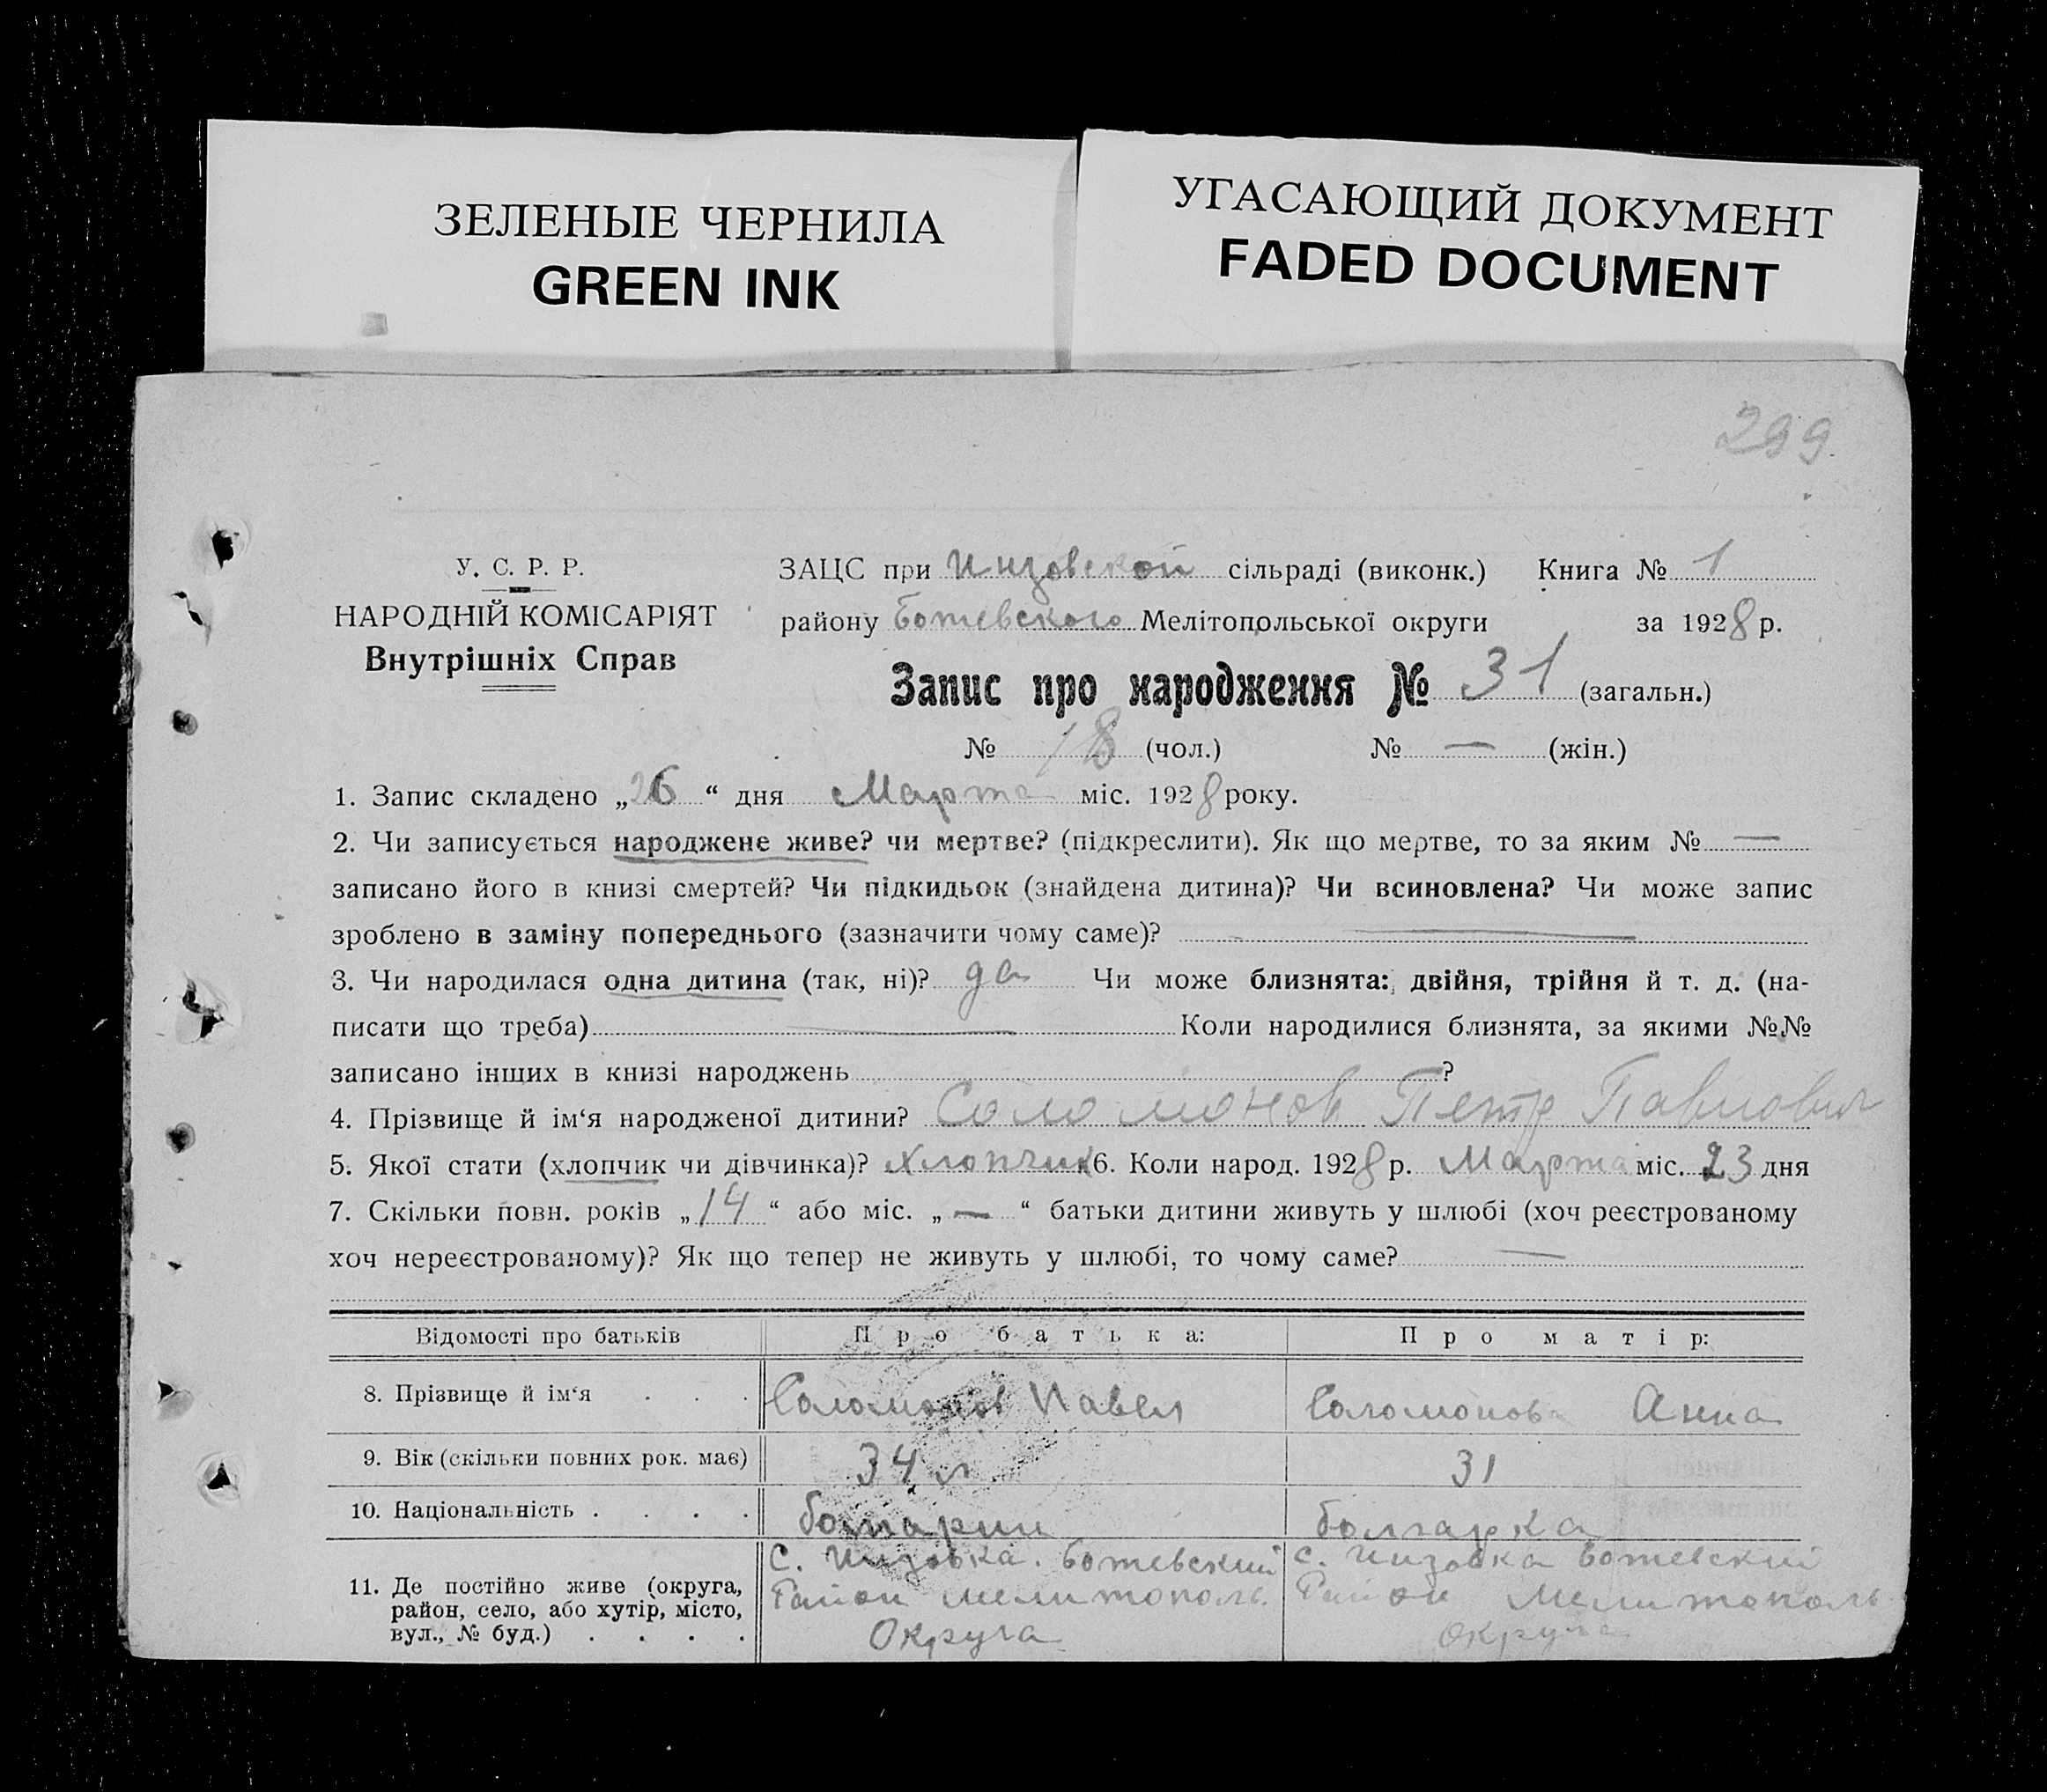 ЗЕЛЕНЫЕ ЧЕРНИЛА
GREEN INK
УГАСАЮЩИЙ ДОКУМЕНТ
FADED DOCUMENT
299
У. С. Р. Р.
НАРОДНІЙ КОМІСАРІЯТ
Внутрішніх Справ
ЗАЦС при Инзовской сільраді (виконк.) Книга № 1
району Ботевского Мелітопольської округи за 1928 р.
Запис про народження № 31 (загальн.)
№ 18 (чол.) № — (жін.)
1. Запис складено „26“ дня Марта міс. 1928 року.
2. Чи записується народжене живе? чи мертве? (підкреслити). Як що мертве, то за яким № —
записано його в книзі смертей? Чи підкидьок (знайдена дитина)? Чи всиновлена? Чи може запис
зроблено в заміну попереднього (зазначити чому саме)? —
3. Чи народилася одна дитина (так, ні)? да Чи може близнята: двійня, трійня й т. д. (на-
писати що треба) — Коли народилися близнята, за якими №№
записано інших в книзі народжень ?
4. Прізвище й ім‘я народженої дитини? Соломонов Петр Павлович
5. Якої стати (хлопчик чи дівчинка)? хлопчик 6. Коли народ. 1928 р. Марта міс. 23 дня
7. Скільки повн. років „14“ або міс. „—“ батьки дитини живуть у шлюбі (хоч реєстрованому
хоч нереєстрованому)? Як що тепер не живуть у шлюбі, то чому саме? —
Відомості про батьків Про батька: Про матір:
8. Прізвище й ім‘я . . . Соломонов Павел Соломонова Анна
9. Вік (скільки повних рок. має) 34 л 31
10. Національність . . . . болгарин болгарка
11. Де постійно живе (округа, район, село, або хутір, місто, вул., № буд.) . . . .
с. Инзовка. Ботевский
Район мелитополь.
Округа
с. Инзовка Ботевский
Район Мелитополь
округа